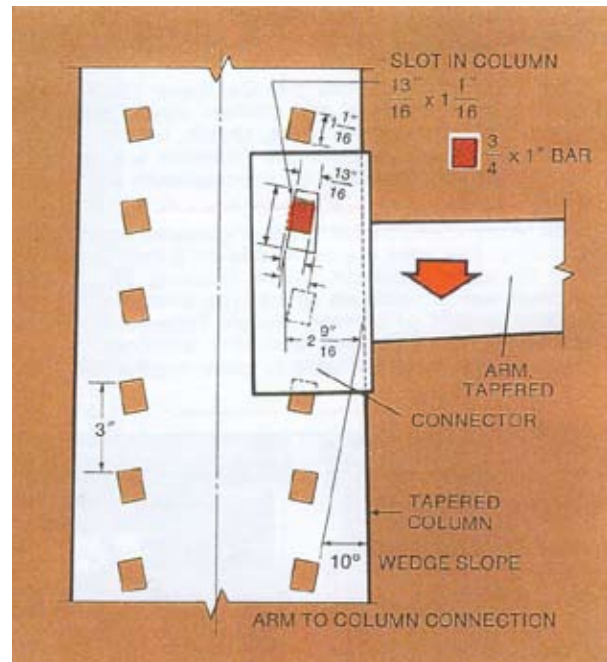 SLOT IN COLUMN
13" x 1 1"
16 16
1 1"
16
3 x 1" BAR
4
13"
16
2 9"
16
ARM,
TAPERED
CONNECTOR
3"
TAPERED
COLUMN
10° WEDGE SLOPE
ARM TO COLUMN CONNECTION